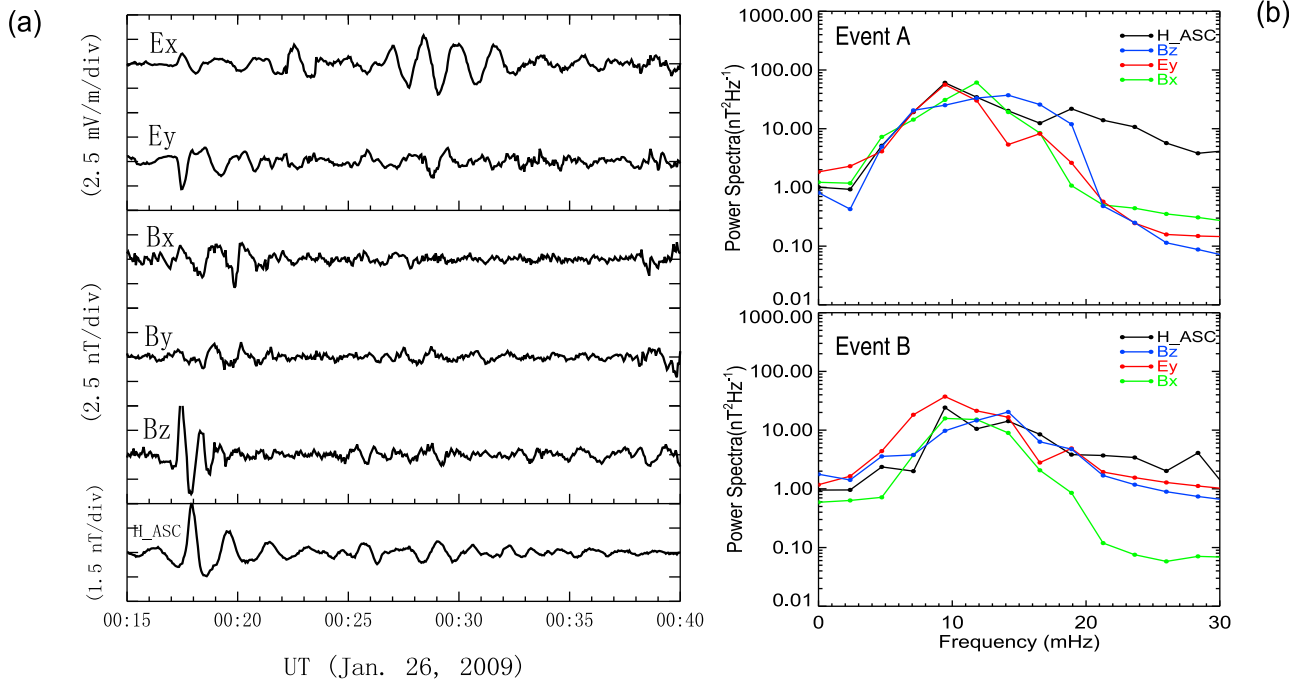 (a)
Ex
Ey
(2.5 mV/m/div)
Bx
By
Bz
(2.5 nT/div)
H_ASC
(1.5 nT/div)
00:15 00:20 00:25 00:30 00:35 00:40
UT (Jan. 26, 2009)
(b)
Event A
H_ASC
Bz
Ey
Bx
1000.00
100.00
10.00
1.00
0.10
0.01
Power Spectra(nT²Hz⁻¹)
0 10 20 30
Event B
H_ASC
Bz
Ey
Bx
1000.00
100.00
10.00
1.00
0.10
0.01
Power Spectra(nT²Hz⁻¹)
0 10 20 30
Frequency (mHz)